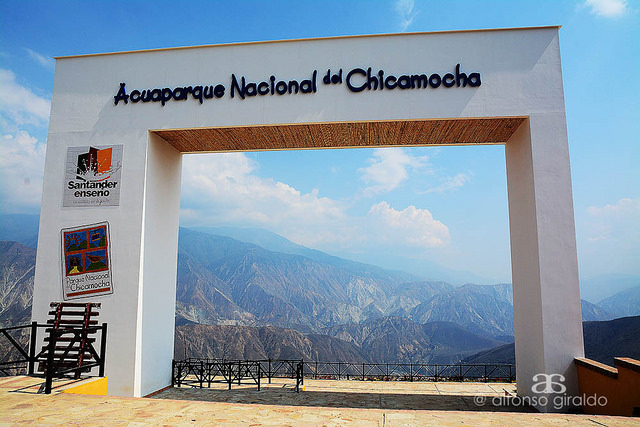 Acuaparque Nacional del Chicamocha
Santander
enseño
Parque Nacional
del Chicamocha
@ alfonso giraldo